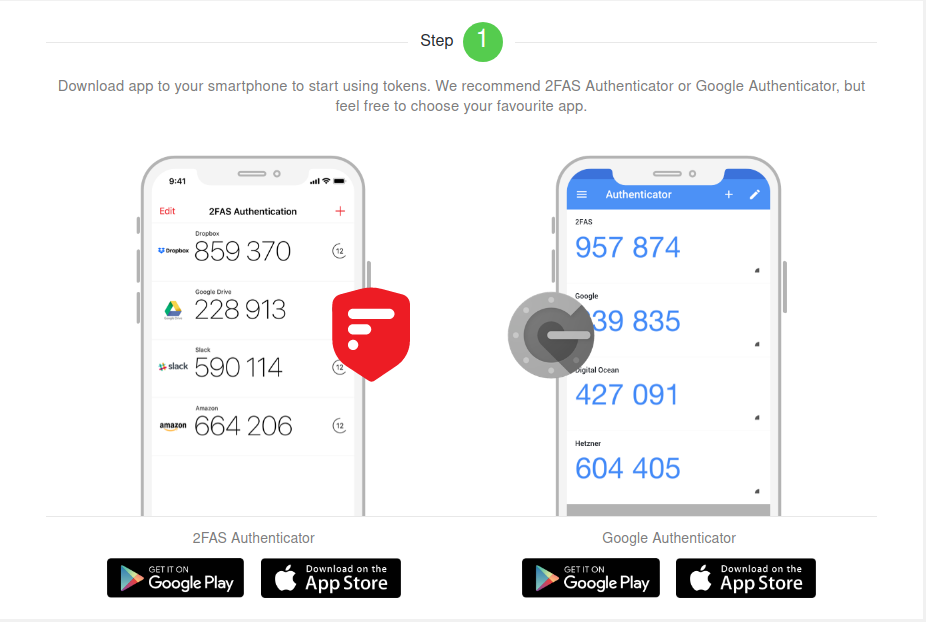 Step 1
Download app to your smartphone to start using tokens. We recommend 2FAS Authenticator or Google Authenticator, but
feel free to choose your favourite app.
9:41
Edit 2FAS Authentication +
Dropbox
Dropbox 859 370 12
Google Drive
Google Drive 228 913
Slack
slack 590 114 12
Amazon
amazon 664 206 12
Authenticator +
2FAS
957 874
Google
39 835
Digital Ocean
427 091
Hetzner
604 405
2FAS Authenticator
GET IT ON
Google Play
Download on the
App Store
Google Authenticator
GET IT ON
Google Play
Download on the
App Store